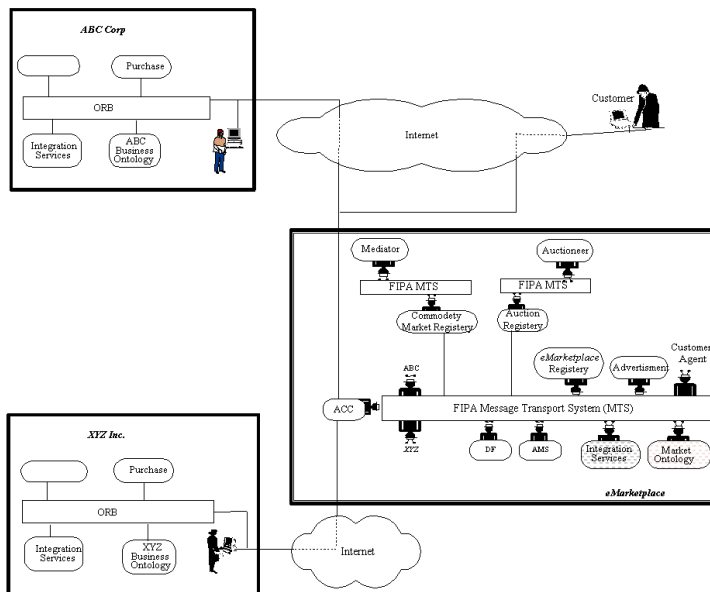 ABC Corp
Purchase
ORB
Integration
Services
ABC
Business
Ontology
Internet
Customer
Mediator
FIPA MTS
Commodety
Market Registery
Auctioneer
FIPA MTS
Auction
Registery
eMarketplace
Registery
Advertisment
Customer
Agent
ABC
ACC
FIPA Message Transport System (MTS)
XYZ
DF
AMS
Integration
Services
Market
Ontology
eMarketplace
XYZ Inc.
Purchase
ORB
Integration
Services
XYZ
Business
Ontology
Internet